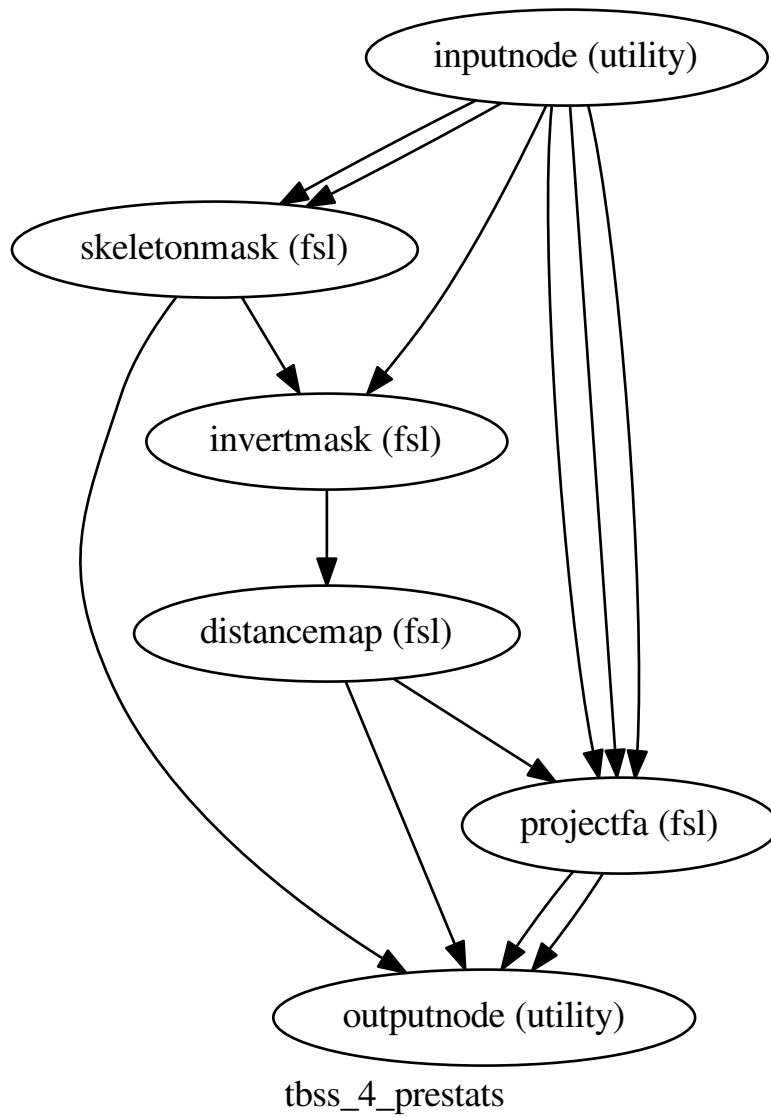 inputnode (utility)
skeletonmask (fsl)
invertmask (fsl)
distancemap (fsl)
projectfa (fsl)
outputnode (utility)
tbss_4_prestats